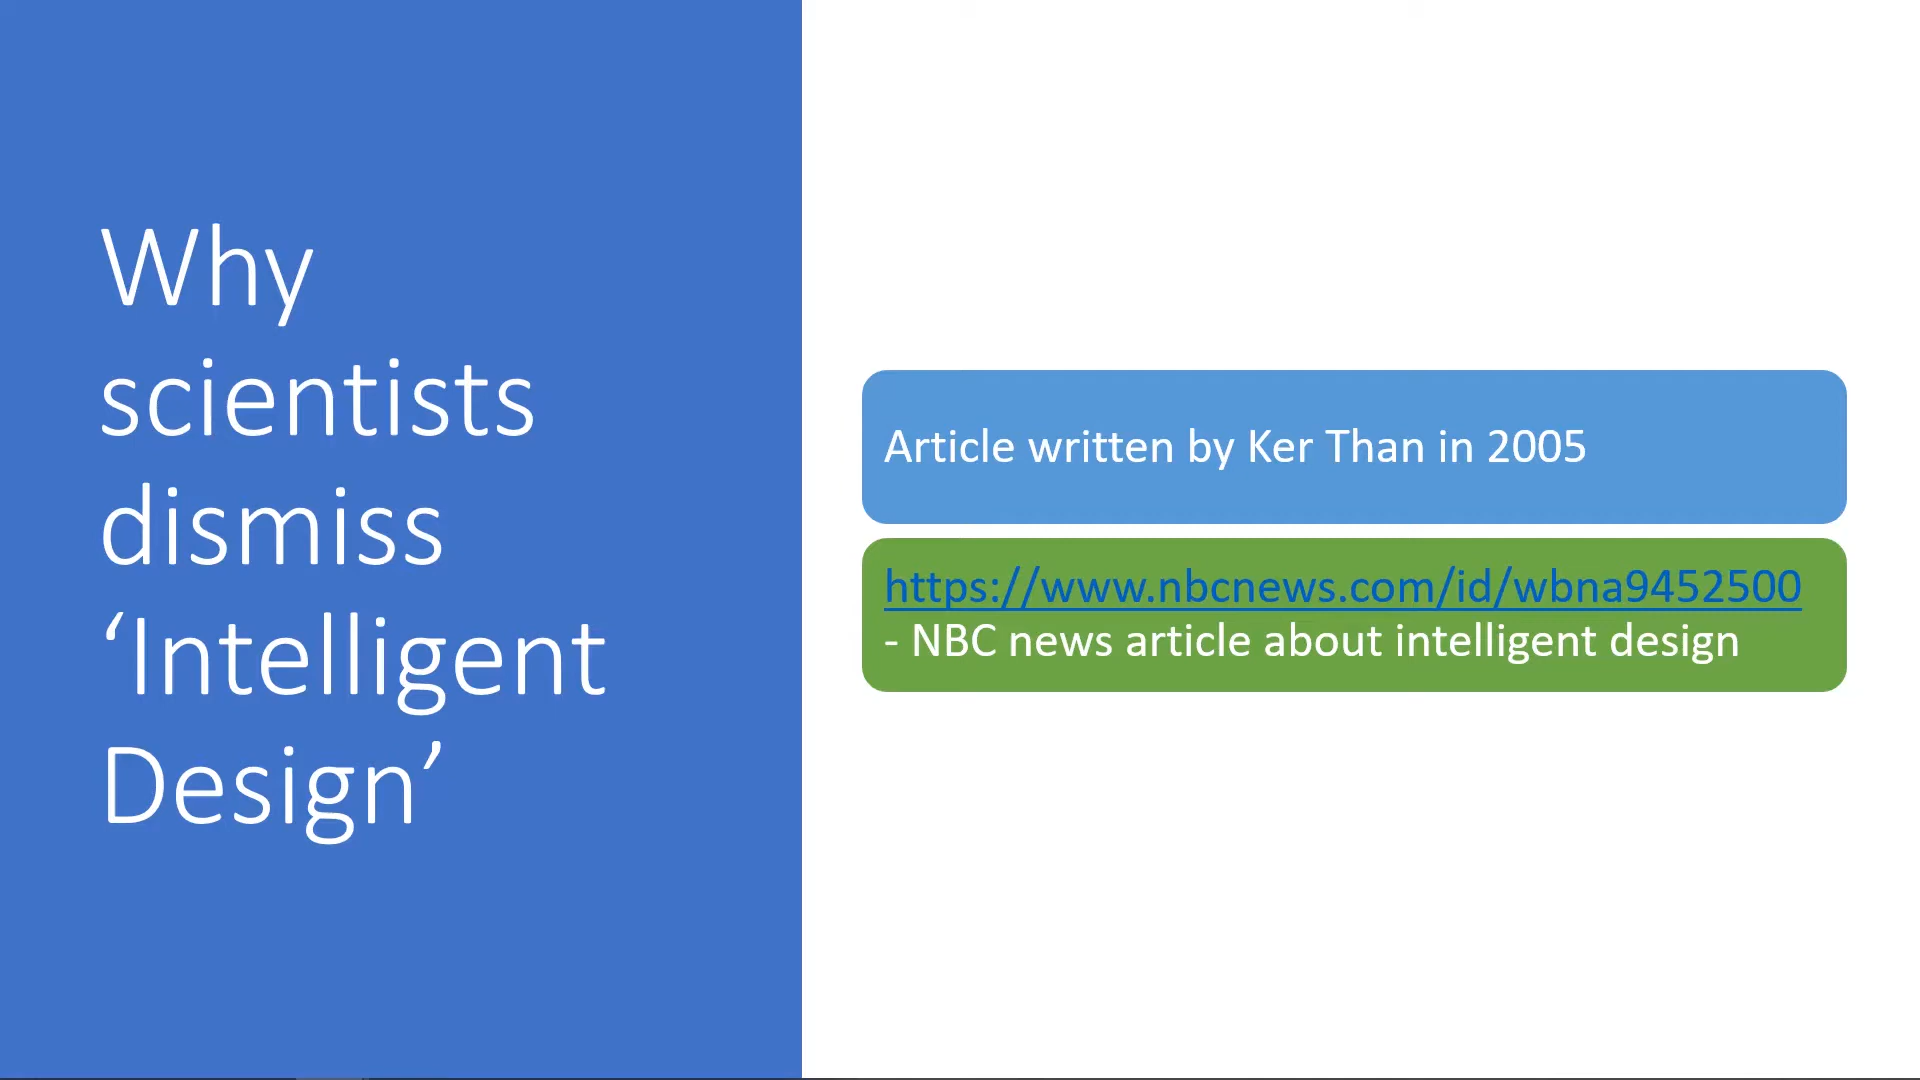 Why
scientists
dismiss
‘Intelligent
Design’
Article written by Ker Than in 2005
https://www.nbcnews.com/id/wbna9452500
- NBC news article about intelligent design